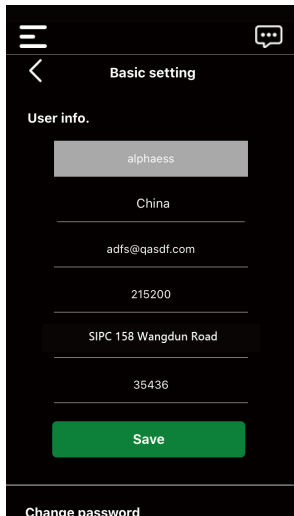 Basic setting
User info.
alphaess
China
adfs@qasdf.com
215200
SIPC 158 Wangdun Road
35436
Save
Change password